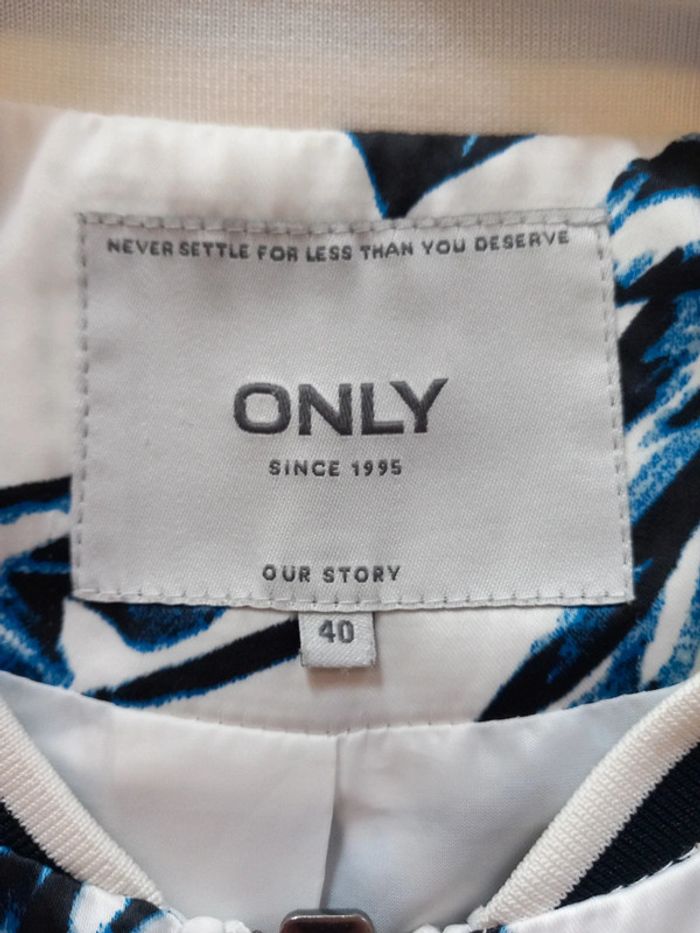 NEVER SETTLE FOR LESS THAN YOU DESERVE
ONLY
SINCE 1995
OUR STORY
40